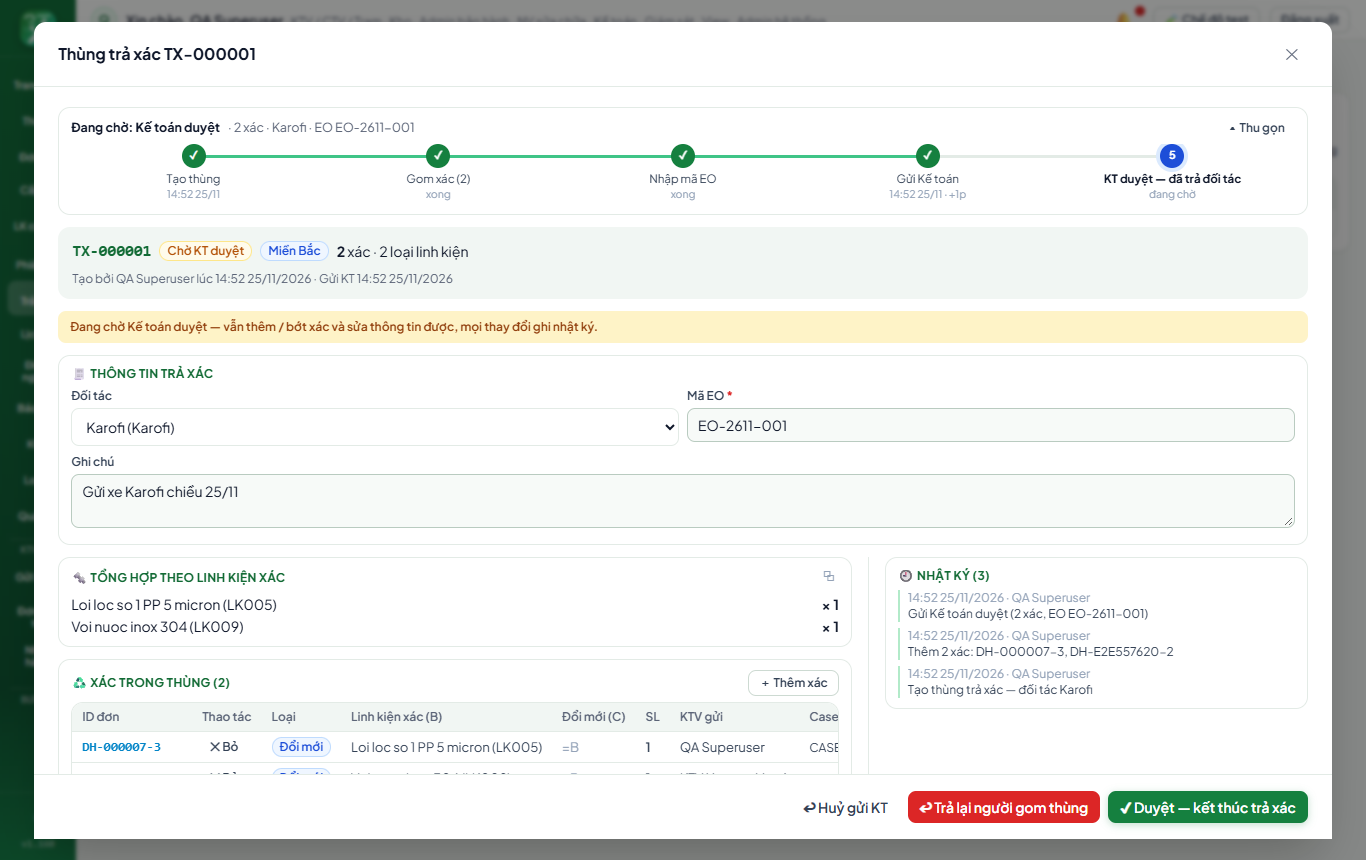 Thùng trả xác TX-000001
Đang chờ: Kế toán duyệt · 2 xác · Karofi · EO EO-2611-001
Thu gọn
Tạo thùng
14:52 25/11
Gom xác (2)
xong
Nhập mã EO
xong
Gửi Kế toán
14:52 25/11 · +1p
5
KT duyệt — đã trả đối tác
đang chờ
TX-000001 Chờ KT duyệt Miền Bắc 2 xác · 2 loại linh kiện
Tạo bởi QA Superuser lúc 14:52 25/11/2026 · Gửi KT 14:52 25/11/2026
Đang chờ Kế toán duyệt — vẫn thêm / bớt xác và sửa thông tin được, mọi thay đổi ghi nhật ký.
THÔNG TIN TRẢ XÁC
Đối tác
Karofi (Karofi)
Mã EO *
EO-2611-001
Ghi chú
Gửi xe Karofi chiều 25/11
TỔNG HỢP THEO LINH KIỆN XÁC
Loi loc so 1 PP 5 micron (LK005) × 1
Voi nuoc inox 304 (LK009) × 1
XÁC TRONG THÙNG (2)
+ Thêm xác
ID đơn Thao tác Loại Linh kiện xác (B) Đổi mới (C) SL KTV gửi Case
DH-000007-3 ✕ Bỏ Đổi mới Loi loc so 1 PP 5 micron (LK005) =B 1 QA Superuser CASE
NHẬT KÝ (3)
14:52 25/11/2026 · QA Superuser
Gửi Kế toán duyệt (2 xác, EO EO-2611-001)
14:52 25/11/2026 · QA Superuser
Thêm 2 xác: DH-000007-3, DH-E2E557620-2
14:52 25/11/2026 · QA Superuser
Tạo thùng trả xác — đối tác Karofi
↩ Huỷ gửi KT
↩ Trả lại người gom thùng
✓ Duyệt — kết thúc trả xác